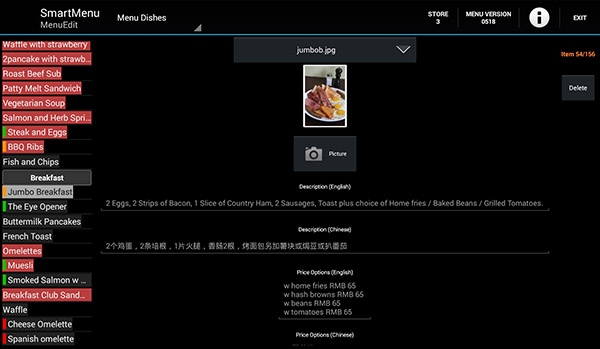 SmartMenu
MenuEdit
Menu Dishes
STORE
3
MENU VERSION
0518
EXIT
Waffle with strawberry
2pancake with strawb...
Roast Beef Sub
Patty Melt Sandwich
Vegetarian Soup
Salmon and Herb Spri...
Steak and Eggs
BBQ Ribs
Fish and Chips
Breakfast
Jumbo Breakfast
The Eye Opener
Buttermilk Pancakes
French Toast
Omelettes
Muesli
Smoked Salmon w ...
Breakfast Club Sand...
Waffle
Cheese Omelette
Spanish omelette
jumbob.jpg
Item 54/156
Delete
Picture
Description (English)
2 Eggs, 2 Strips of Bacon, 1 Slice of Country Ham, 2 Sausages, Toast plus choice of Home fries / Baked Beans / Grilled Tomatoes.
Description (Chinese)
2个鸡蛋，2条培根，1片火腿，香肠2根，烤面包另加薯块或焗豆或扒番茄
Price Options (English)
w home fries RMB 65
w hash browns RMB 65
w beans RMB 65
w tomatoes RMB 65
Price Options (Chinese)